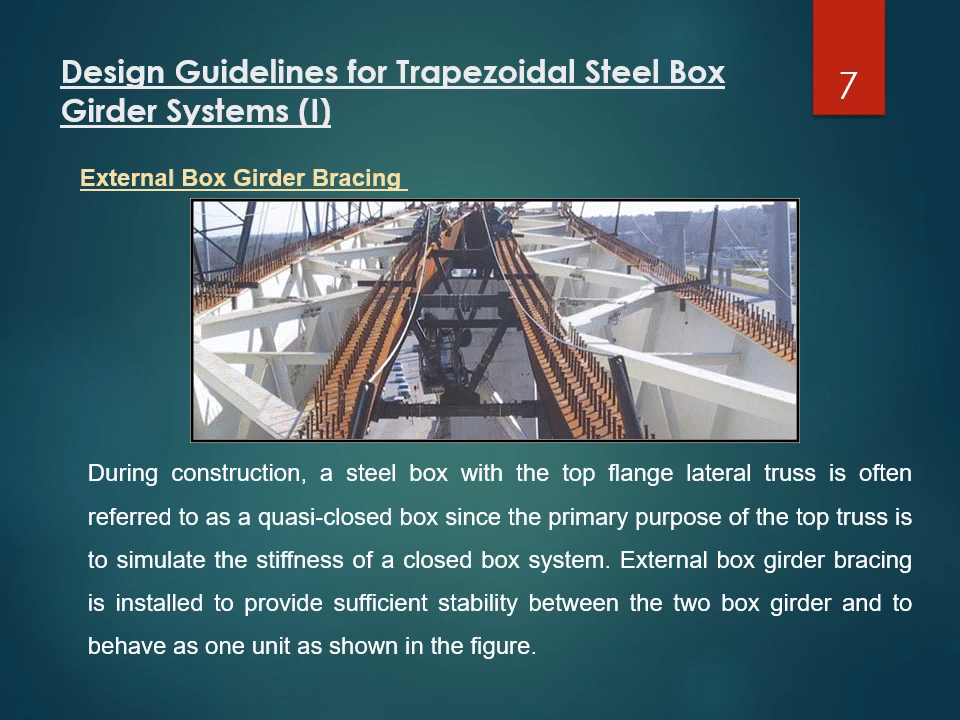 Design Guidelines for Trapezoidal Steel Box
Girder Systems (I)
7
External Box Girder Bracing
During construction, a steel box with the top flange lateral truss is often
referred to as a quasi-closed box since the primary purpose of the top truss is
to simulate the stiffness of a closed box system. External box girder bracing
is installed to provide sufficient stability between the two box girder and to
behave as one unit as shown in the figure.